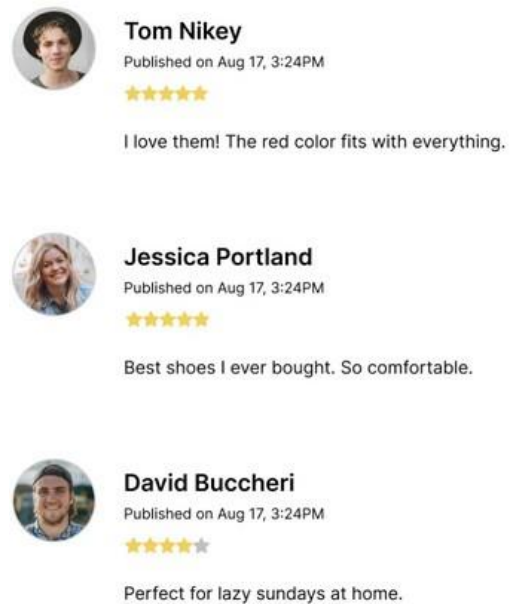 Tom Nikey
Published on Aug 17, 3:24PM
I love them! The red color fits with everything.
Jessica Portland
Published on Aug 17, 3:24PM
Best shoes I ever bought. So comfortable.
David Buccheri
Published on Aug 17, 3:24PM
Perfect for lazy sundays at home.